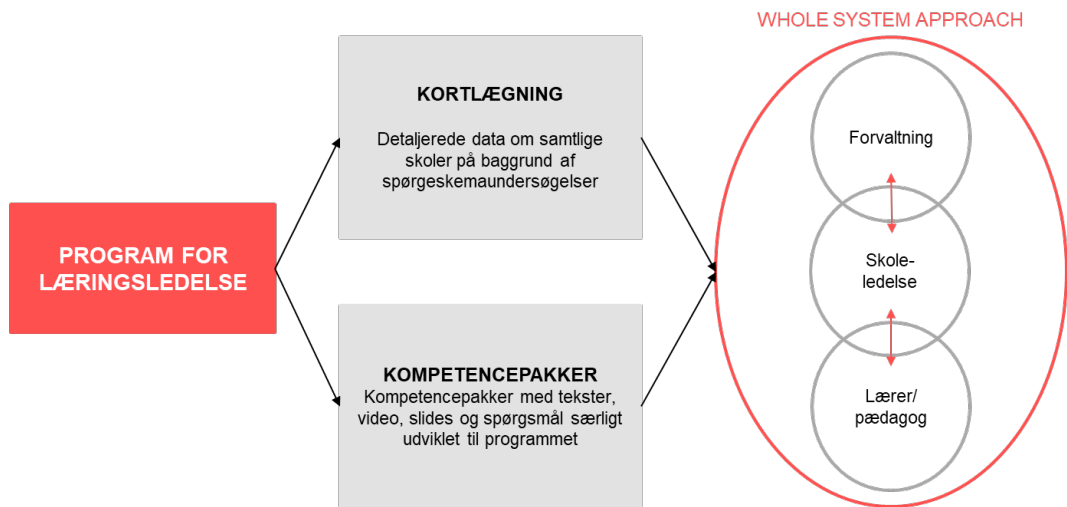 WHOLE SYSTEM APPROACH
PROGRAM FOR
LÆRINGSLEDELSE
KORTLÆGNING
Detaljerede data om samtlige
skoler på baggrund af
spørgeskemaundersøgelser
KOMPETENCEPAKKER
Kompetencepakker med tekster,
video, slides og spørgsmål særligt
udviklet til programmet
Forvaltning
Skole-
ledelse
Lærer/
pædagog